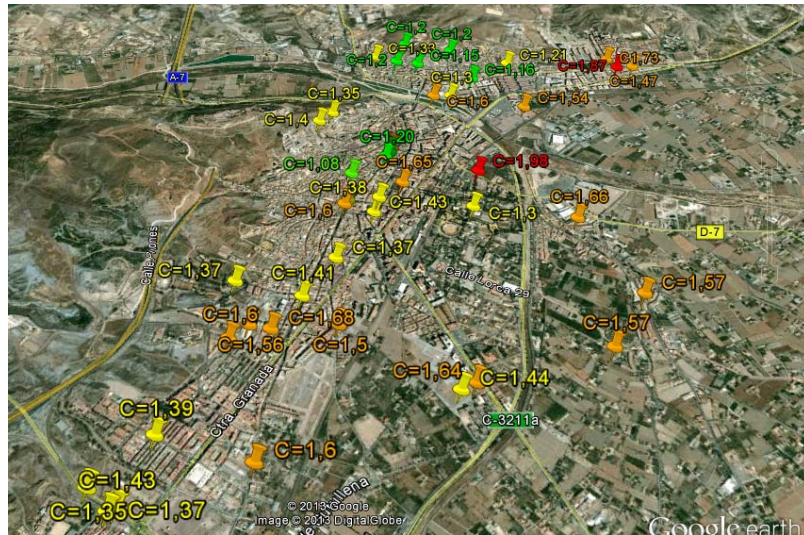 C=1,2
C=1,2
C=1,33
C=1,2
C=1,15
C=1,21
C=1,16
C=1,87
C=1,73
C=1,47
A-7
C=1,3
C=1,6
C=1,54
C=1,35
C=1,4
C=1,20
C=1,08
C=1,65
C=1,98
C=1,38
C=1,6
C=1,43
C=1,3
C=1,66
D-7
C=1,37
C=1,37
C=1,41
Calle Lorca 29
C=1,57
C=1,6
C=1,68
C=1,56
C=1,5
C=1,57
C=1,64
C=1,44
Ctra. Granada
C-3211a
C=1,39
C=1,6
C=1,43
C=1,35
C=1,37
© 2013 Google
Image © 2013 DigitalGlobe
Google earth